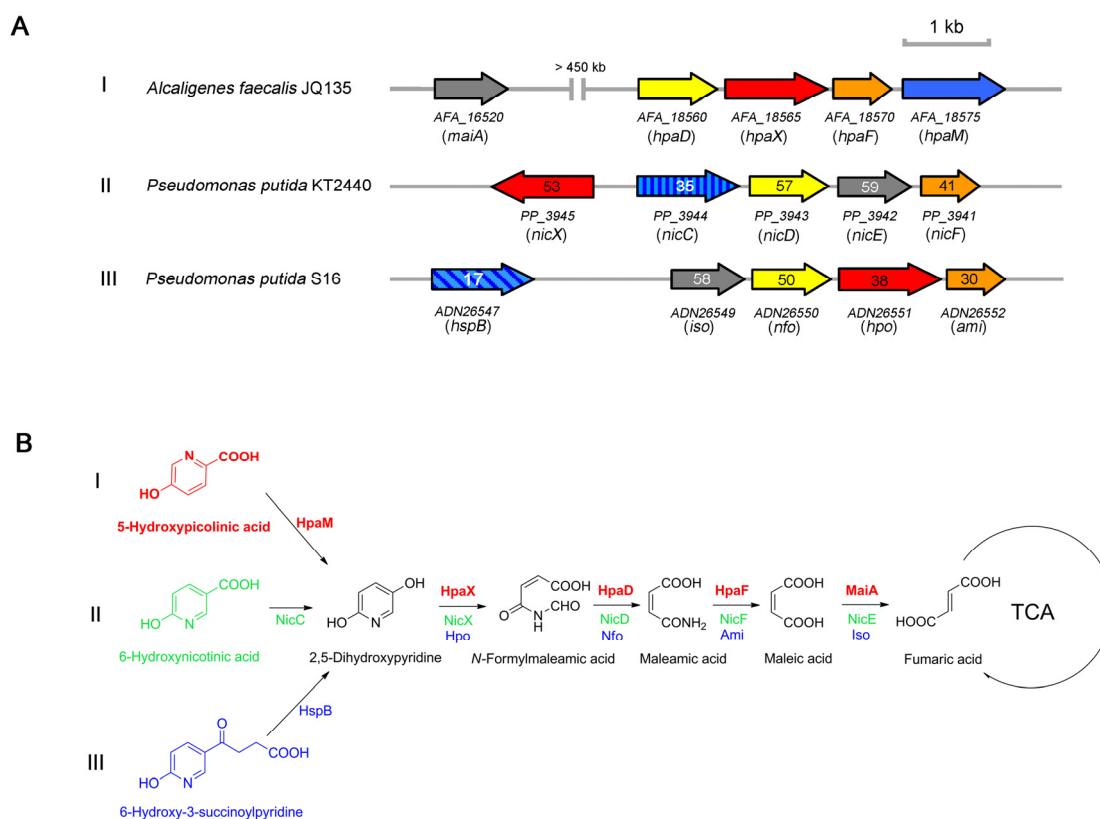 A
1 kb
I
Alcaligenes faecalis JQ135
> 450 kb
AFA_16520
(maiA)
AFA_18560
(hpaD)
AFA_18565
(hpaX)
AFA_18570
(hpaF)
AFA_18575
(hpaM)
II
Pseudomonas putida KT2440
53
35
57
59
41
PP_3945
(nicX)
PP_3944
(nicC)
PP_3943
(nicD)
PP_3942
(nicE)
PP_3941
(nicF)
III
Pseudomonas putida S16
17
58
50
38
30
ADN26547
(hspB)
ADN26549
(iso)
ADN26550
(nfo)
ADN26551
(hpo)
ADN26552
(ami)
B
I
N
COOH
HO
5-Hydroxypicolinic acid
HpaM
II
COOH
HO
N
6-Hydroxynicotinic acid
NicC
OH
HO
N
2,5-Dihydroxypyridine
HpaX
NicX
Hpo
COOH
O
N
H
CHO
N-Formylmaleamic acid
HpaD
NicD
Nfo
COOH
CONH2
Maleamic acid
HpaF
NicF
Ami
COOH
COOH
Maleic acid
MaiA
NicE
Iso
COOH
HOOC
Fumaric acid
TCA
HspB
III
O
COOH
HO
N
6-Hydroxy-3-succinoylpyridine